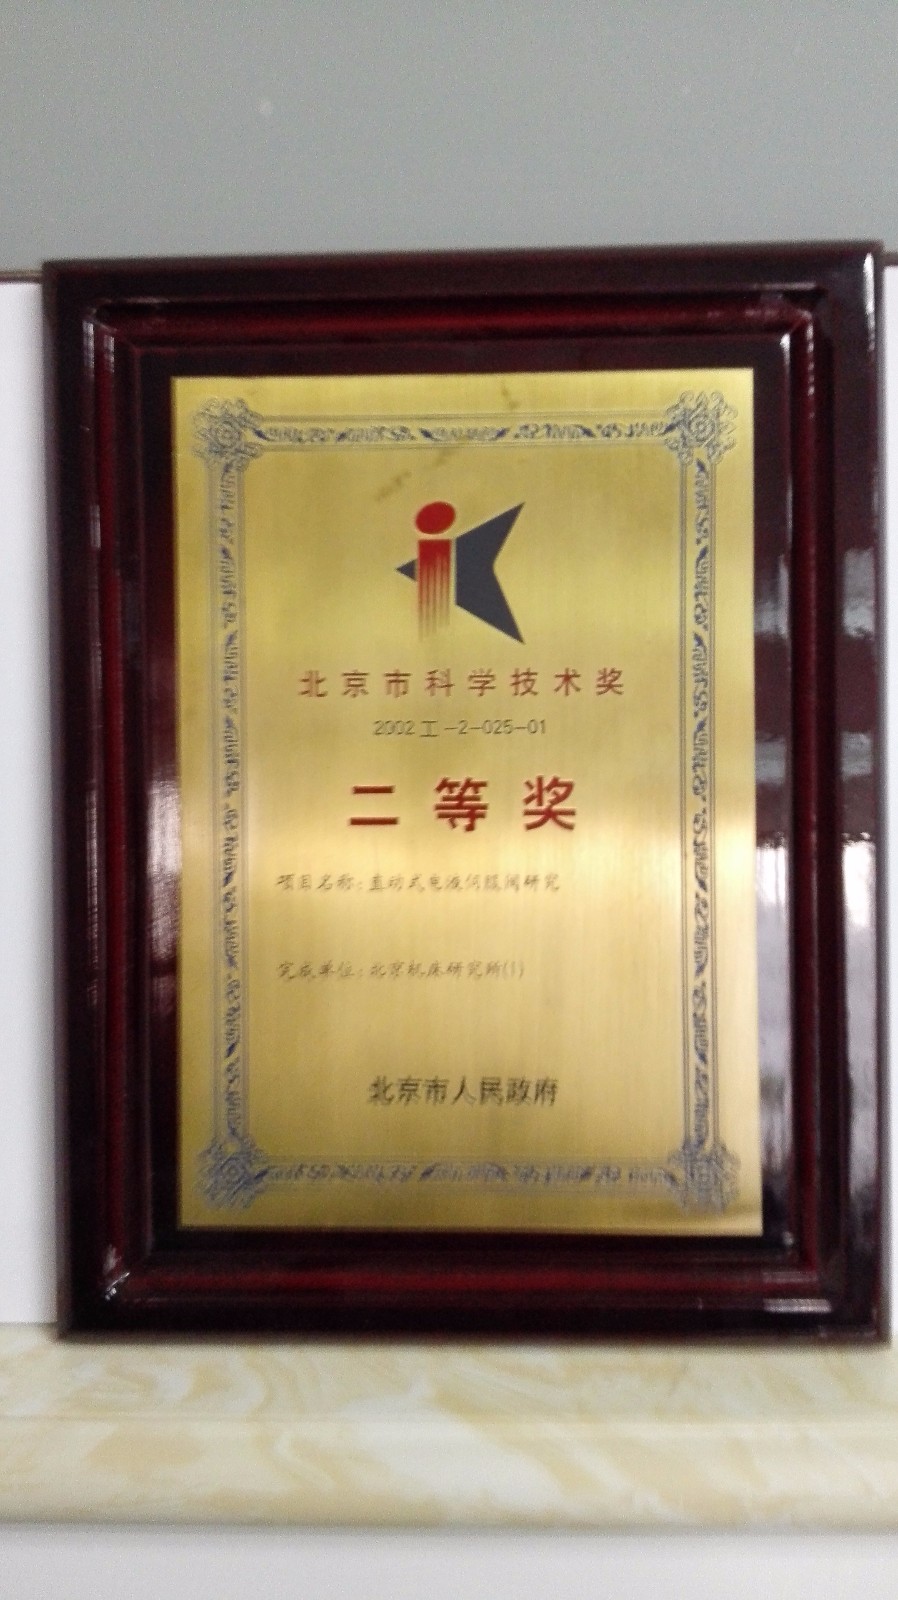 北京市科学技术奖
2002工-2-025-01
二等奖
项目名称：直动式电液伺服阀研究
完成单位：北京机床研究所(1)
北京市人民政府